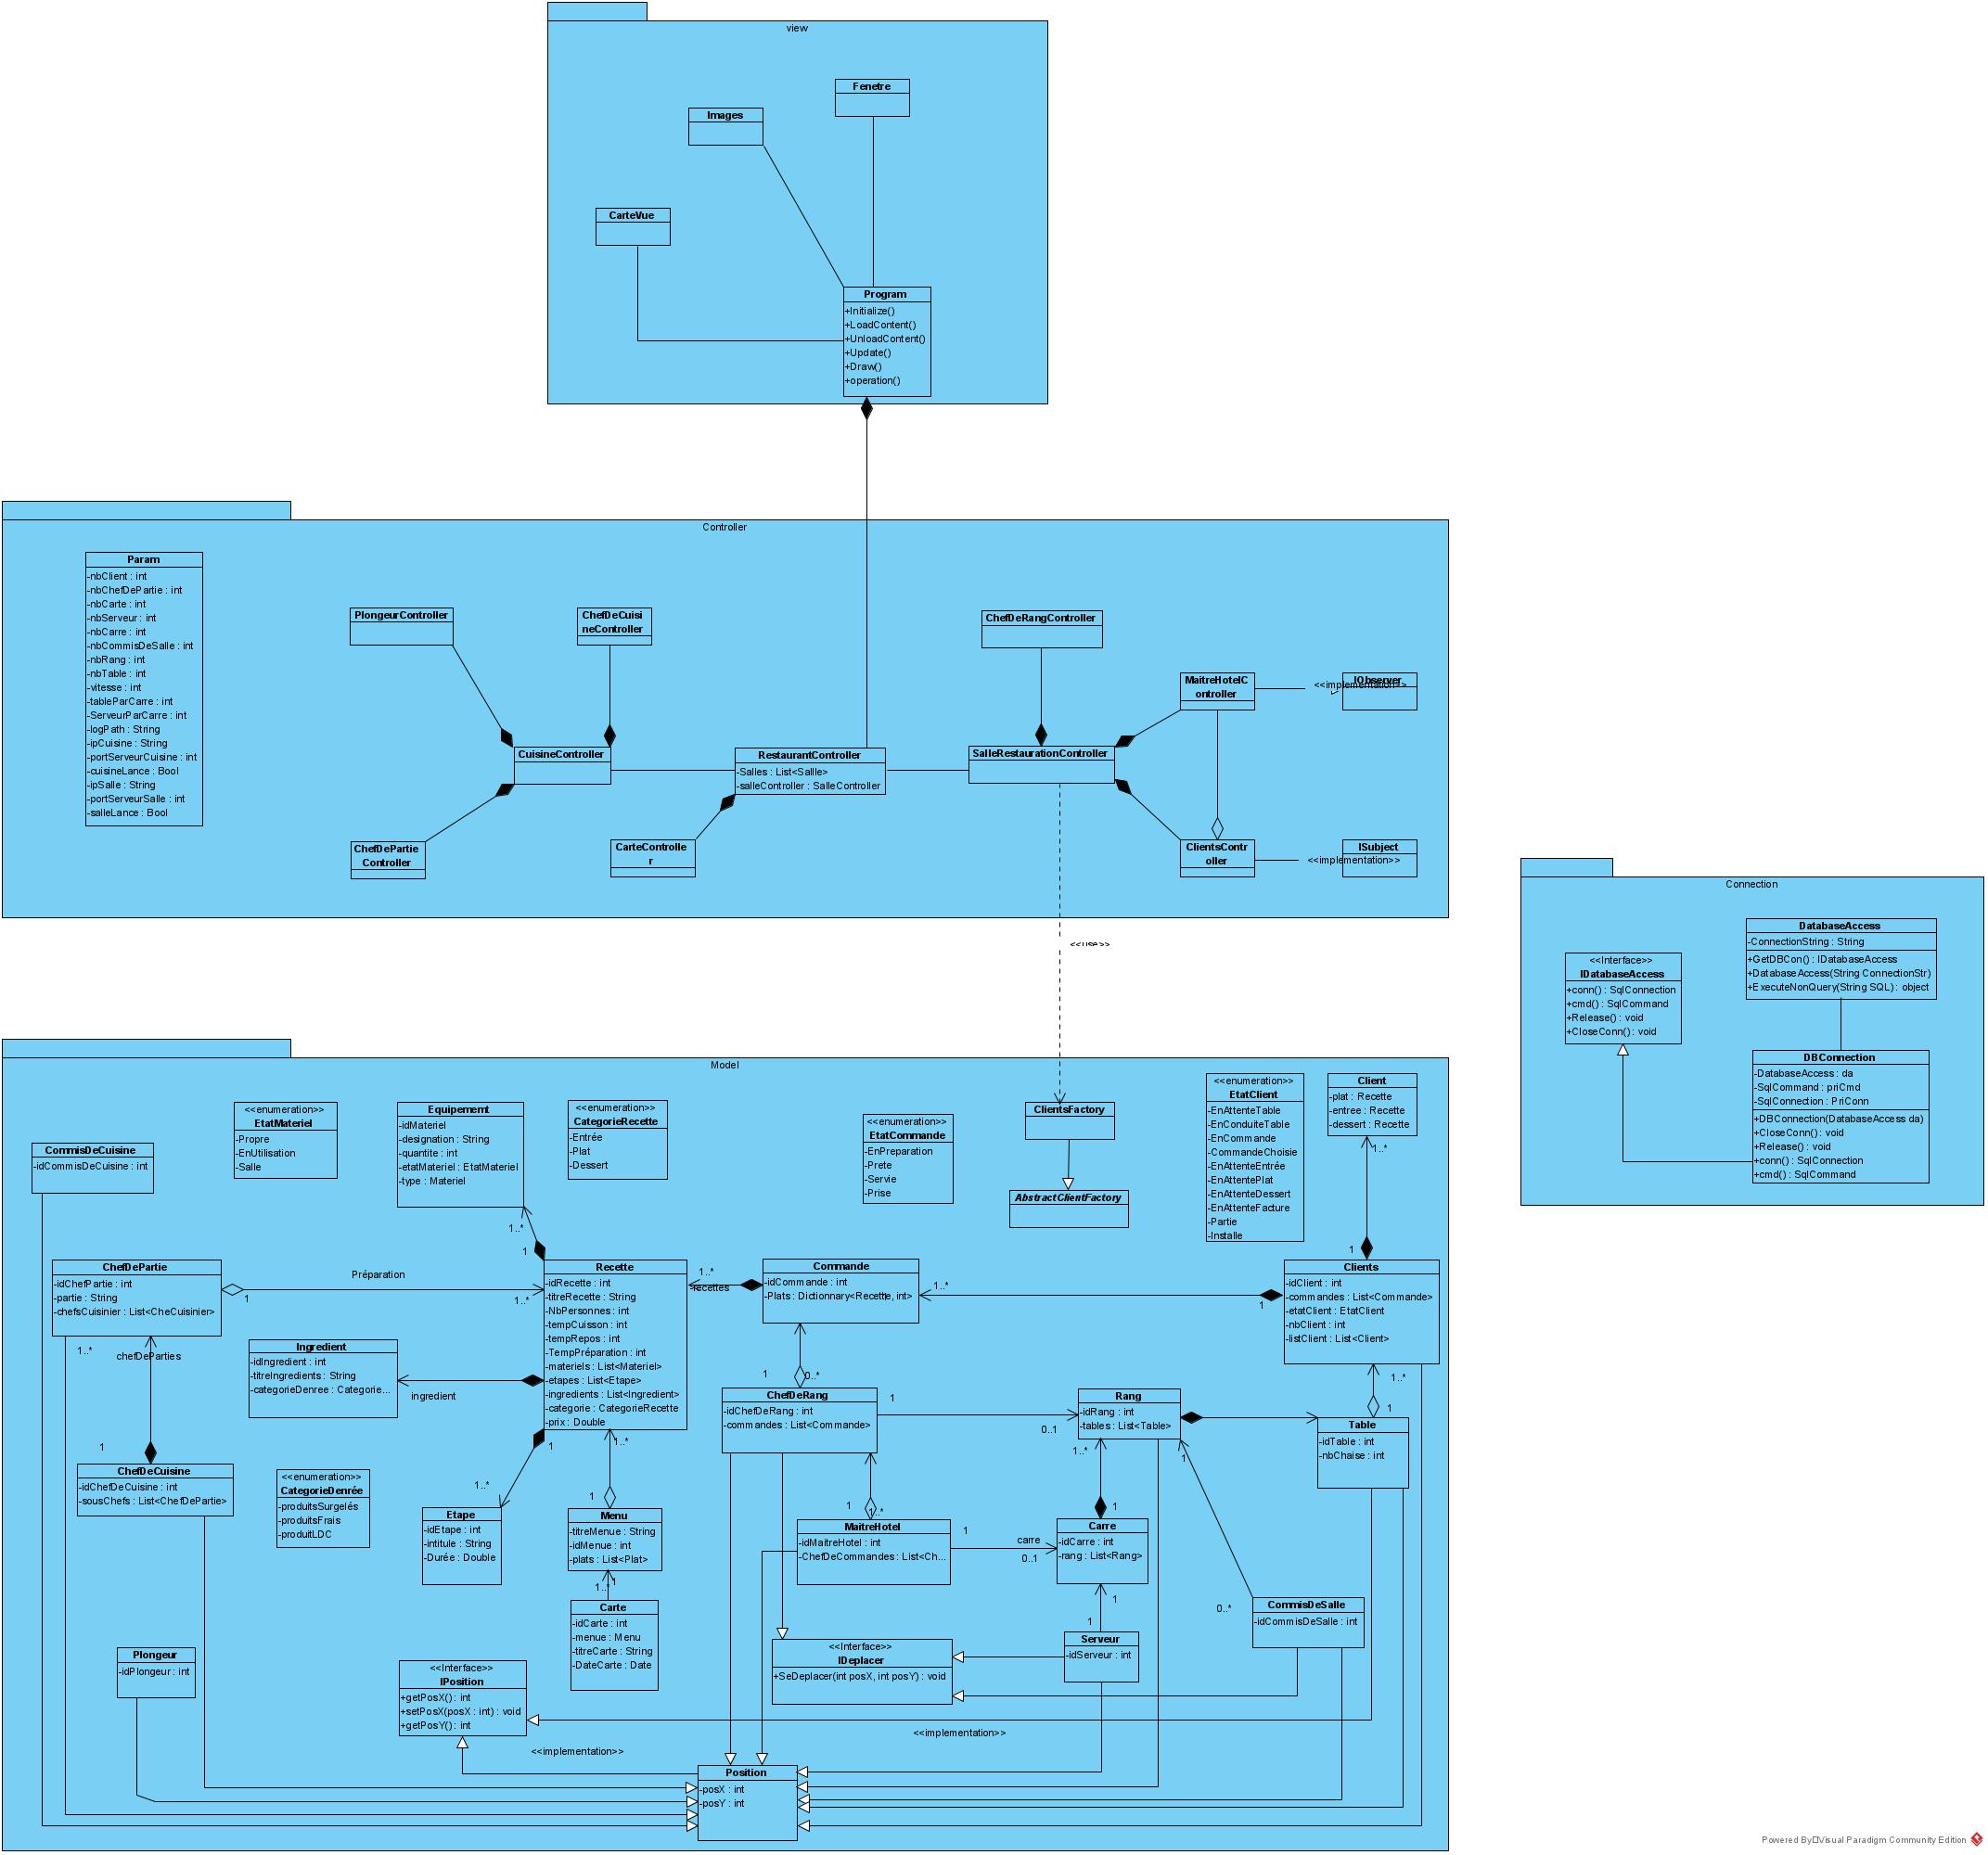 view
Fenetre
Images
CarteVue
Program
+Initialize()
+LoadContent()
+UnloadContent()
+Update()
+Draw()
+operation()
Controller
Param
-nbClient : int
-nbChefDePartie : int
-nbCarte : int
-nbServeur : int
-nbCarre : int
-nbCommisDeSalle : int
-nbRang : int
-nbTable : int
-vitesse : int
-tableParCarre : int
-ServeurParCarre : int
-logPath : String
-ipCuisine : String
-portServeurCuisine : int
-cuisineLance : Bool
-ipSalle : String
-portServeurSalle : int
-salleLance : Bool
PlongeurController
ChefDeCuisi
neController
CuisineController
ChefDePartie
Controller
RestaurantController
-Salles : List<Sallle>
-salleController : SalleController
CarteControlle
r
ChefDeRangController
SalleRestaurationController
MaitreHotelC
ontroller
<<implementation>>
IObserver
ClientsContr
oller
<<implementation>>
ISubject
<<use>>
Connection
<<Interface>>
IDatabaseAccess
+conn() : SqlConnection
+cmd() : SqlCommand
+Release() : void
+CloseConn() : void
DatabaseAccess
-ConnectionString : String
+GetDBCon() : IDatabaseAccess
+DatabaseAccess(String ConnectionStr)
+ExecuteNonQuery(String SQL) : object
DBConnection
-DatabaseAccess : da
-SqlCommand : priCmd
-SqlConnection : PriConn
+DBConnection(DatabaseAccess da)
+CloseConn() : void
+Release() : void
+conn() : SqlConnection
+cmd() : SqlCommand
Model
CommisDeCuisine
-idCommisDeCuisine : int
<<enumeration>>
EtatMateriel
-Propre
-EnUtilisation
-Salle
Equipememt
-idMateriel
-designation : String
-quantite : int
-etatMateriel : EtatMateriel
-type : Materiel
<<enumeration>>
CategorieRecette
-Entrée
-Plat
-Dessert
<<enumeration>>
EtatCommande
-EnPreparation
-Prete
-Servie
-Prise
ClientsFactory
AbstractClientFactory
<<enumeration>>
EtatClient
-EnAttenteTable
-EnConduiteTable
-EnCommande
-CommandeChoisie
-EnAttenteEntrée
-EnAttentePlat
-EnAttenteDessert
-EnAttenteFacture
-Partie
-Installe
Client
-plat : Recette
-entree : Recette
-dessert : Recette
1..*
1
1..*
1
ChefDePartie
-idChefPartie : int
-partie : String
-chefsCuisinier : List<CheCuisinier>
Préparation
1
1..*
Recette
-idRecette : int
-titreRecette : String
-NbPersonnes : int
-tempCuisson : int
-tempRepos : int
-TempPréparation : int
-materiels : List<Materiel>
-etapes : List<Etape>
-ingredients : List<Ingredient>
-categorie : CategorieRecette
-prix : Double
1..*
-recettes
Commande
-idCommande : int
-Plats : Dictionnary<Recette, int>
1..*
1
Clients
-idClient : int
-commandes : List<Commande>
-etatClient : EtatClient
-nbClient : int
-listClient : List<Client>
1..*
chefDeParties
1
Ingredient
-idIngredient : int
-titreIngredients : String
-categorieDenree : Categorie...
ingredient
1
0..*
ChefDeRang
-idChefDeRang : int
-commandes : List<Commande>
1
0..1
Rang
-idRang : int
-tables : List<Table>
1..*
1
Table
-idTable : int
-nbChaise : int
ChefDeCuisine
-idChefDeCuisine : int
-sousChefs : List<ChefDePartie>
<<enumeration>>
CategorieDenrée
-produitsSurgelés
-produitsFrais
-produitLDC
1
1..*
Etape
-idEtape : int
-intitule : String
-Durée : Double
1..*
1
Menu
-titreMenue : String
-idMenue : int
-plats : List<Plat>
1..*
1
Carte
-idCarte : int
-menue : Menu
-titreCarte : String
-DateCarte : Date
1
1..*
MaitreHotel
-idMaitreHotel : int
-ChefDeCommandes : List<Ch...
1
carre
0..1
1..*
1
Carre
-idCarre : int
-rang : List<Rang>
1
1
Serveur
-idServeur : int
1
0..*
CommisDeSalle
-idCommisDeSalle : int
Plongeur
-idPlongeur : int
<<Interface>>
IPosition
+getPosX() : int
+setPosX(posX : int) : void
+getPosY() : int
<<Interface>>
IDeplacer
+SeDeplacer(int posX, int posY) : void
<<implementation>>
<<implementation>>
Position
-posX : int
-posY : int
Powered By Visual Paradigm Community Edition